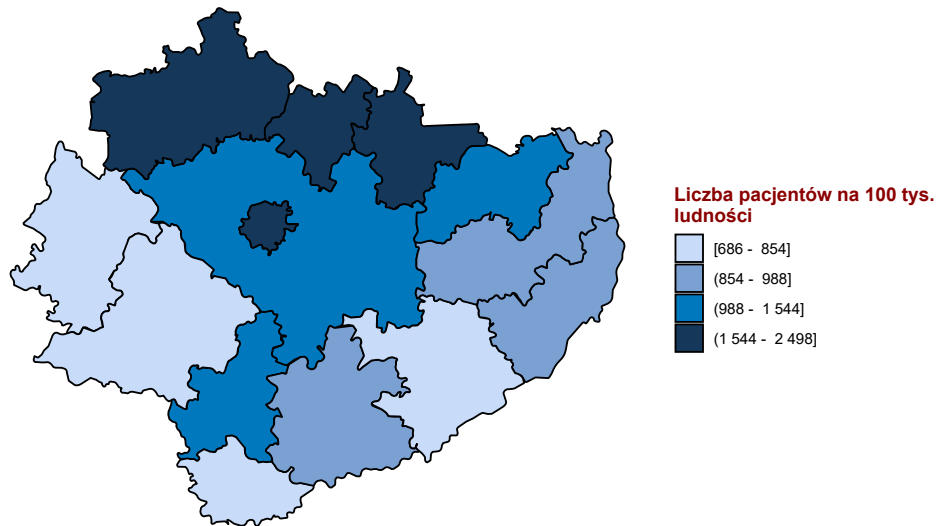 Liczba pacjentów na 100 tys.
ludności
[686 - 854]
(854 - 988]
(988 - 1 544]
(1 544 - 2 498]